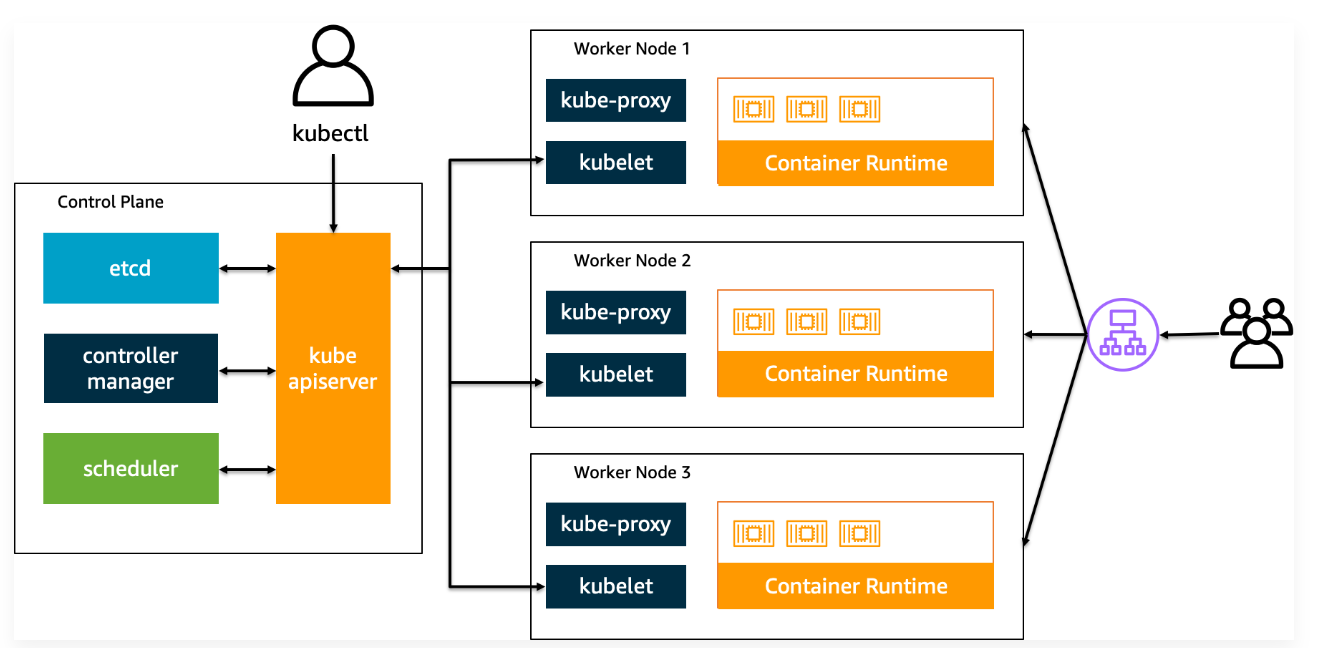 kubectl
Control Plane
etcd
controller
manager
scheduler
kube
apiserver
Worker Node 1
kube-proxy
kubelet
Container Runtime
Worker Node 2
kube-proxy
kubelet
Container Runtime
Worker Node 3
kube-proxy
kubelet
Container Runtime